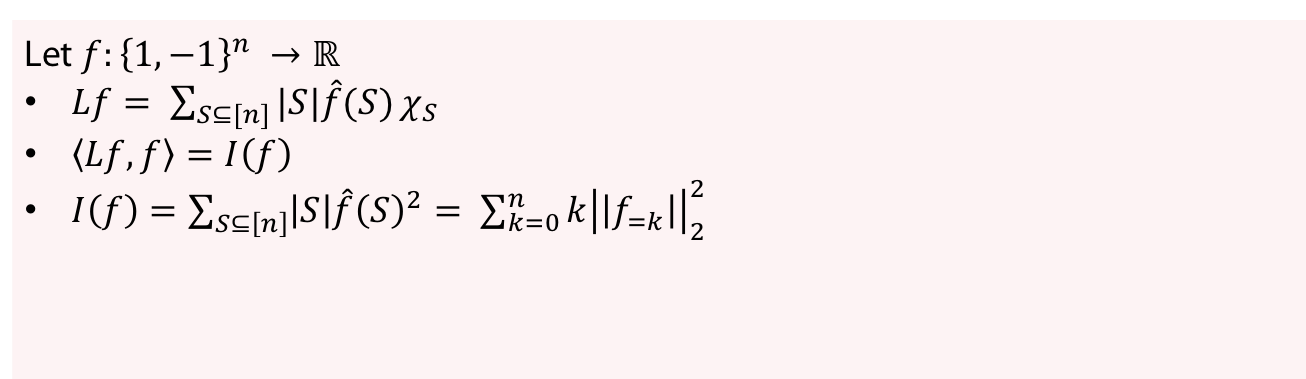 Let 𝑓: {1, −1}ⁿ → ℝ
• 𝐿𝑓 = ∑_{𝑆⊆[𝑛]} |𝑆|𝑓̂(𝑆) 𝜒_𝑆
• ⟨𝐿𝑓, 𝑓⟩ = 𝐼(𝑓)
• 𝐼(𝑓) = ∑_{𝑆⊆[𝑛]} |𝑆|𝑓̂(𝑆)² = ∑_{𝑘=0}^{𝑛} 𝑘||𝑓_{=𝑘}||_2^2